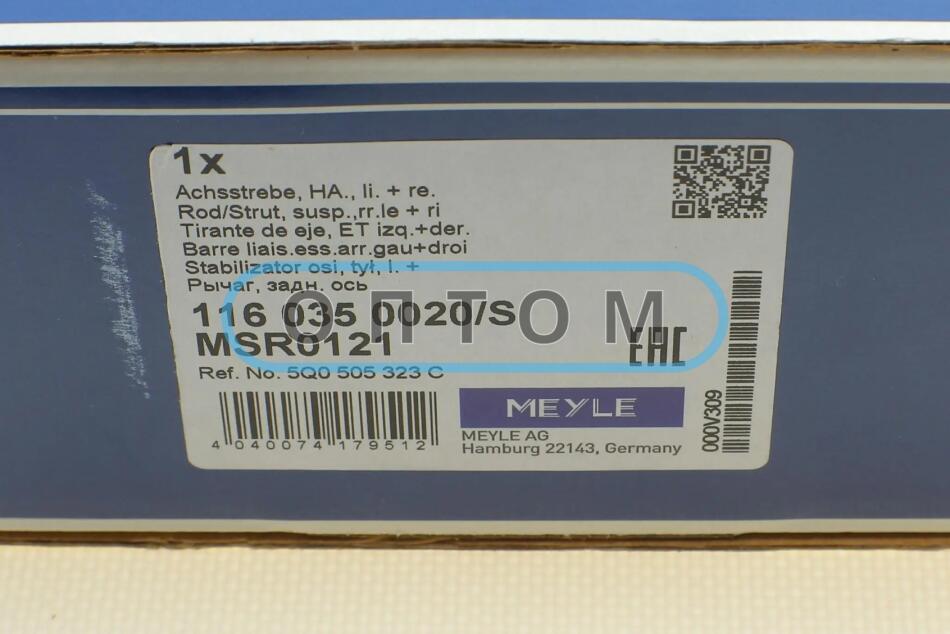 1x
Achsstrebe, HA., li. + re.
Rod/Strut, susp.,rr.le + ri
Tirante de eje, ET izq.+der.
Barre liais.ess.arr.gau+droi
Stabilizator osi, tył, l. +
Рычаг, задн. ось
116 035 0020/S
ОПТОМ
MSR0121
EAC
Ref. No. 5Q0 505 323 C
MEYLE
4 040074 179512
MEYLE AG
Hamburg 22143, Germany
000V309